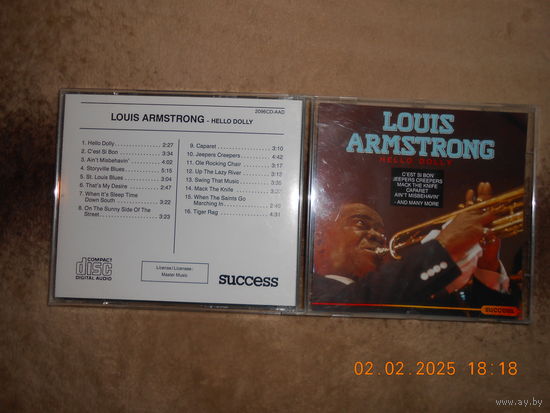 2096CD-AAD
LOUIS ARMSTRONG - HELLO DOLLY
1. Hello Dolly 2:27
2. C'est Si Bon 3:34
3. Ain't Misbehavin' 4:02
4. Storyville Blues 5:15
5. St. Louis Blues 3:04
6. That's My Desire 2:47
7. When It's Sleep Time
Down South 3:22
8. On the Sunny Side Of The
Street 3:23
9. Caparet 3:10
10. Jeepers Creepers 4:42
11. Ole Rocking Chair 3:17
12. Up The Lazy River 3:12
13. Swing That Music 3:35
14. Mack The Knife
15. When The Saints Go
Marching In
16. Tiger Rag 4:31
COMPACT
disc
DIGITAL AUDIO
License / Licensee:
Master Music
success
LOUIS
ARMSTRONG
HELLO DOLLY
C'EST SI BON
JEEPERS CREEPERS
MACK THE KNIFE
CAPARET
AIN'T MISBEHAVIN'
- AND MANY MORE
success
02.02.2025 18:18
www.ay.by